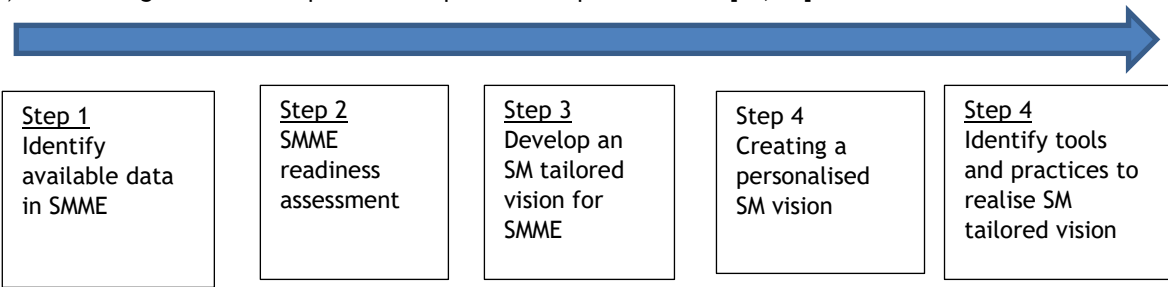 Step 1
Identify
available data
in SMME
Step 2
SMME
readiness
assessment
Step 3
Develop an
SM tailored
vision for
SMME
Step 4
Creating a
personalised
SM vision
Step 4
Identify tools
and practices to
realise SM
tailored vision